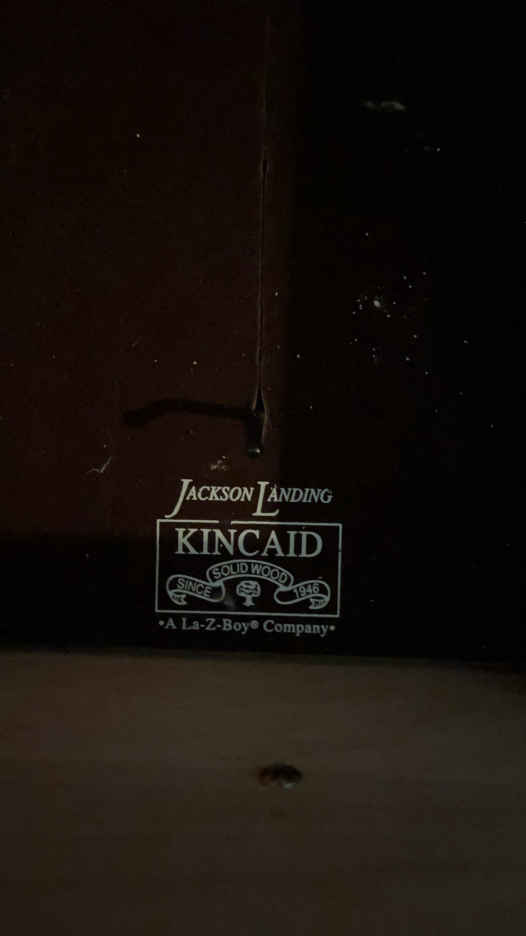 JACKSON LANDING
KINCAID
SOLID WOOD
SINCE 1946
•A La-Z-Boy® Company•